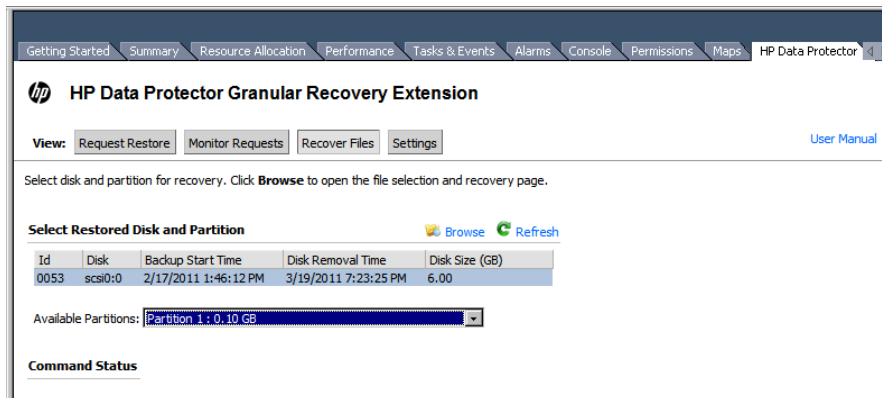 Getting Started Summary Resource Allocation Performance Tasks & Events Alarms Console Permissions Maps HP Data Protector
hp HP Data Protector Granular Recovery Extension
View: Request Restore Monitor Requests Recover Files Settings User Manual
Select disk and partition for recovery. Click Browse to open the file selection and recovery page.
Select Restored Disk and Partition Browse Refresh
Id Disk Backup Start Time Disk Removal Time Disk Size (GB)
0053 scsi0:0 2/17/2011 1:46:12 PM 3/19/2011 7:23:25 PM 6.00
Available Partitions: Partition 1 : 0.10 GB
Command Status